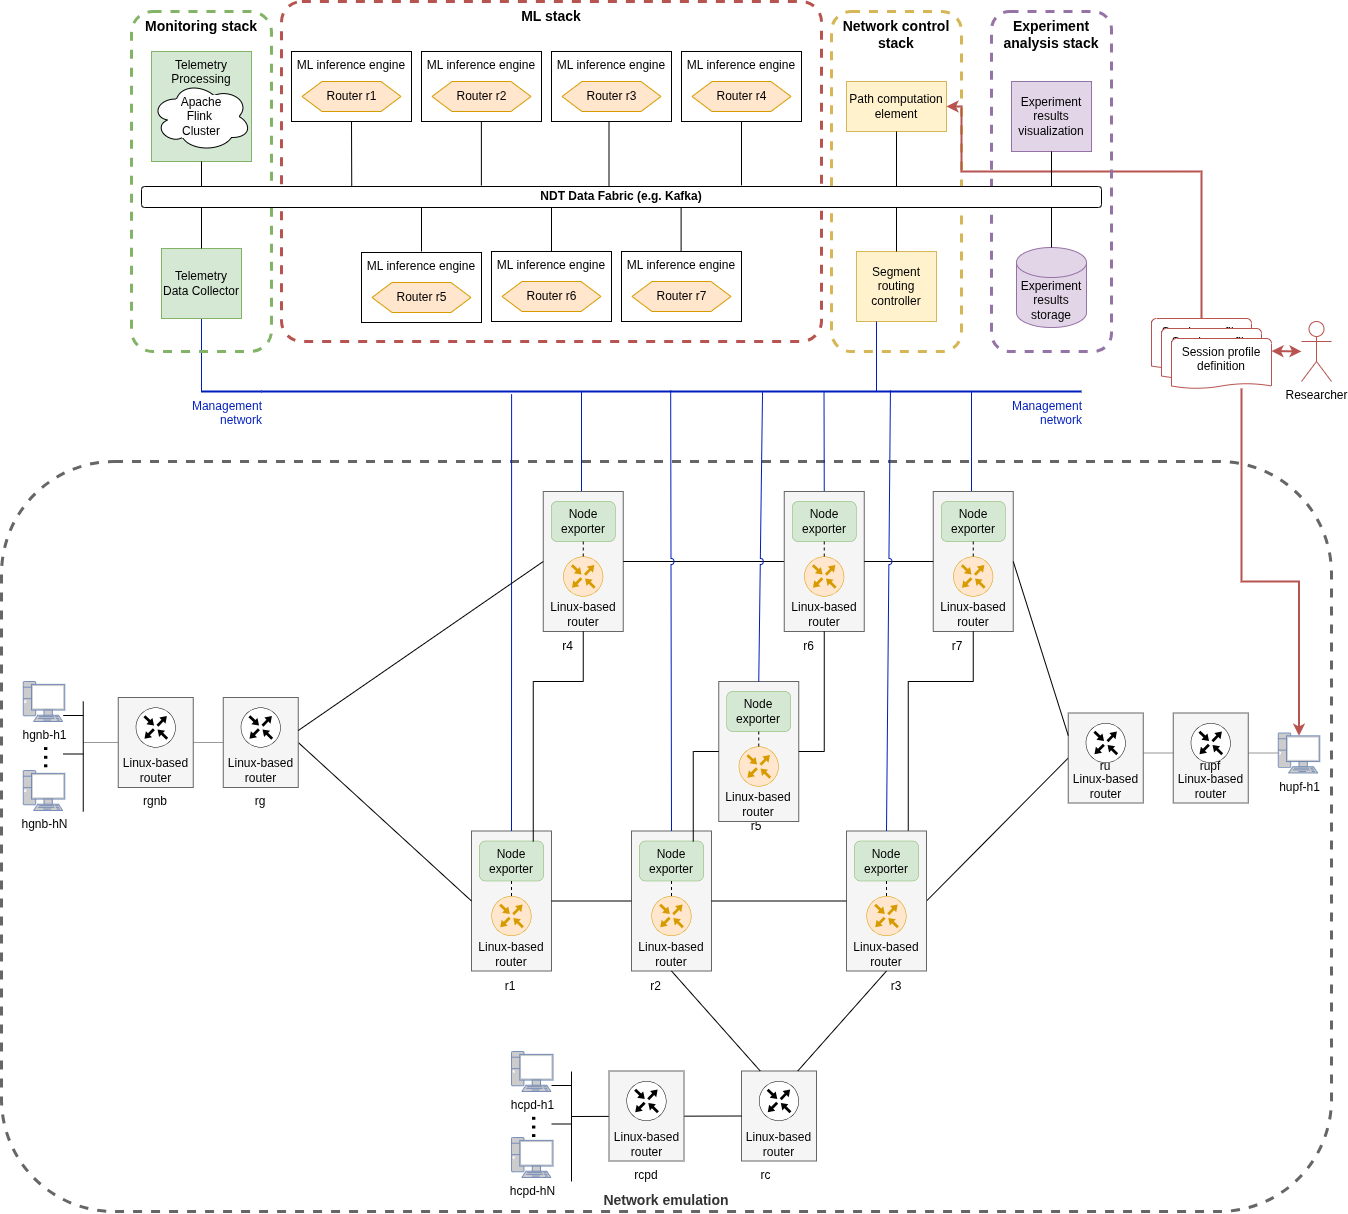 Monitoring stack
ML stack
Network control
stack
Experiment
analysis stack
Telemetry
Processing
Apache
Flink
Cluster
ML inference engine
Router r1
ML inference engine
Router r2
ML inference engine
Router r3
ML inference engine
Router r4
Path computation
element
Experiment
results
visualization
NDT Data Fabric (e.g. Kafka)
Telemetry
Data Collector
ML inference engine
Router r5
ML inference engine
Router r6
ML inference engine
Router r7
Segment
routing
controller
Experiment
results
storage
Session profile
definition
Researcher
Management
network
Management
network
Node
exporter
Linux-based
router
r4
Node
exporter
Linux-based
router
r6
Node
exporter
Linux-based
router
r7
Node
exporter
Linux-based
router
r5
hgnb-h1
hgnb-hN
Linux-based
router
rgnb
Linux-based
router
rg
ru
Linux-based
router
rupf
Linux-based
router
hupf-h1
Node
exporter
Linux-based
router
r1
Node
exporter
Linux-based
router
r2
Node
exporter
Linux-based
router
r3
hcpd-h1
hcpd-hN
Linux-based
router
rcpd
Linux-based
router
rc
Network emulation